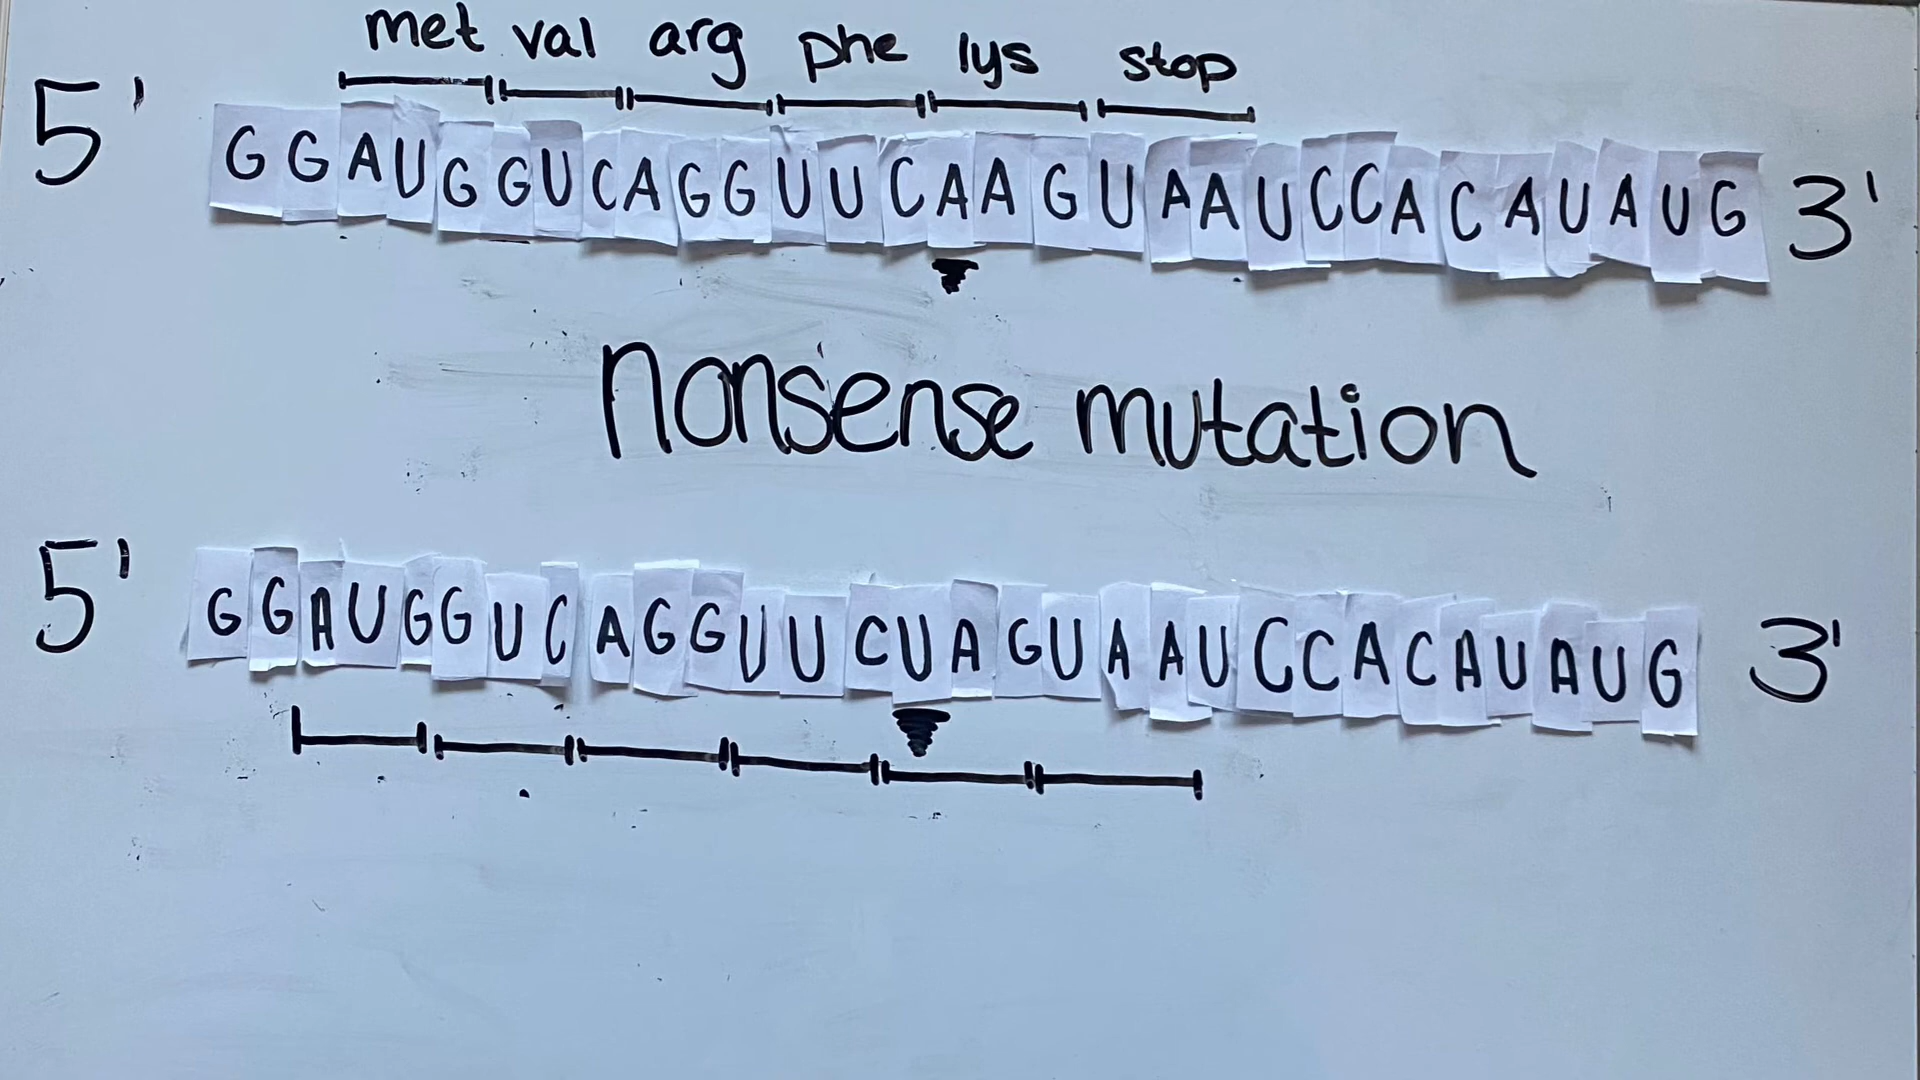 met val arg phe lys stop
5' GGAUGGUCAGGUUCAAGUAAUCCACAUAUG 3'
nonsense mutation
5' GGAUGGUCAGGUUCUAGUAAUCCACAUAUG 3'